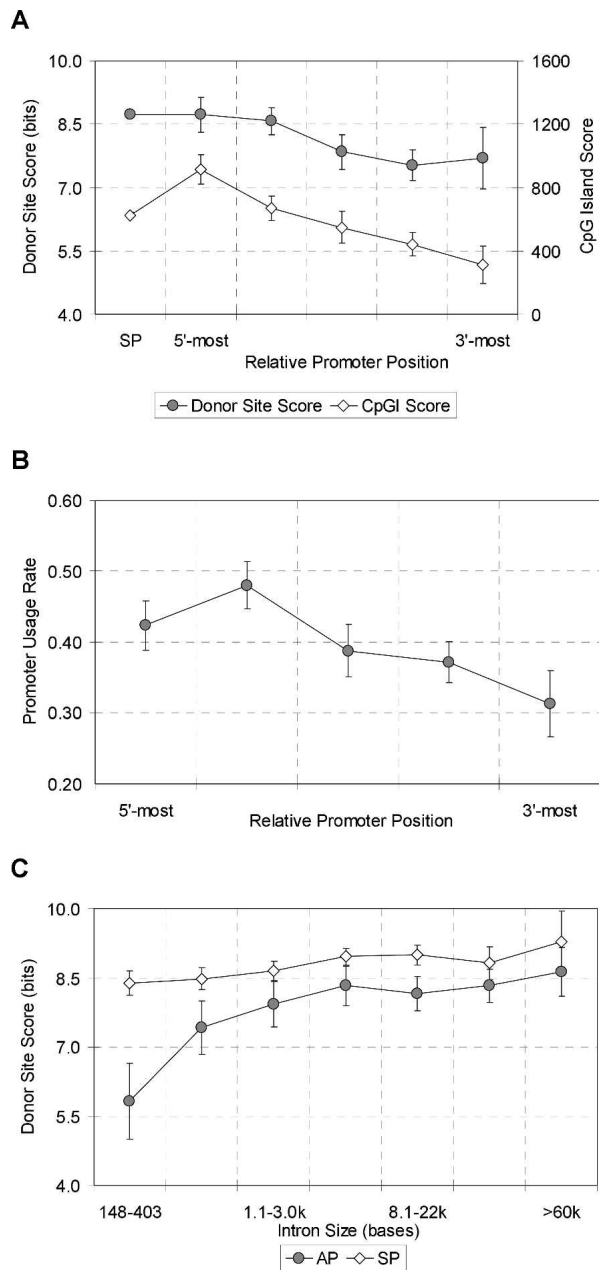 A
10.0
8.5
7.0
5.5
4.0
Donor Site Score (bits)
1600
1200
800
400
0
CpG Island Score
SP 5'-most 3'-most
Relative Promoter Position
Donor Site Score CpGI Score
B
0.60
0.50
0.40
0.30
0.20
Promoter Usage Rate
5'-most 3'-most
Relative Promoter Position
C
10.0
8.5
7.0
5.5
4.0
Donor Site Score (bits)
148-403 1.1-3.0k 8.1-22k >60k
Intron Size (bases)
AP SP